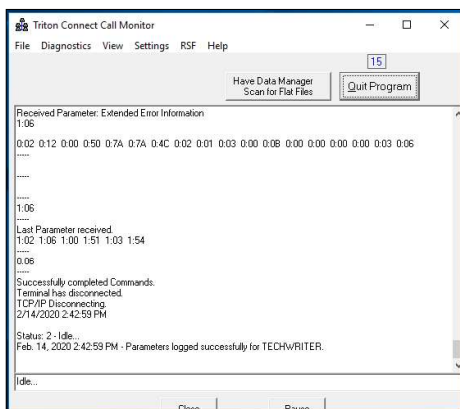 Triton Connect Call Monitor
File Diagnostics View Settings RSF Help
15
Have Data Manager
Scan for Flat Files
Quit Program
Received Parameter: Extended Error Information
1:06
0:02 0:12 0:00 0:50 0:7A 0:7A 0:4C 0:02 0:01 0:03 0:00 0:0B 0:00 0:00 0:00 0:00 0:03 0:06
-----
-----
-----
1:06
-----
Last Parameter received.
1:02 1:06 1:00 1:51 1:03 1:54
-----
0:06
-----
Successfully completed Commands.
Terminal has disconnected.
TCP/IP Disconnecting.
2/14/2020 2:42:59 PM
Status: 2 - Idle...
Feb. 14, 2020 2:42:59 PM - Parameters logged successfully for TECHWRITER.
Idle...
Close Pause